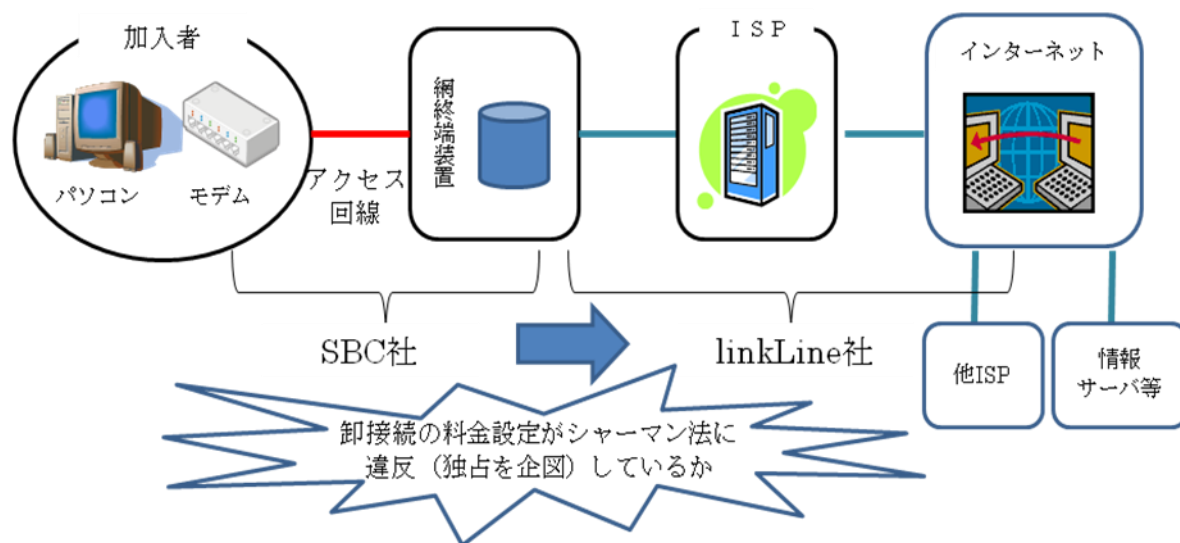 加入者
パソコン
モデム
アクセス
回線
網終端装置
ＩＳＰ
インターネット
SBC社
linkLine社
他ISP
情報
サーバ等
卸接続の料金設定がシャーマン法に
違反（独占を企図）しているか